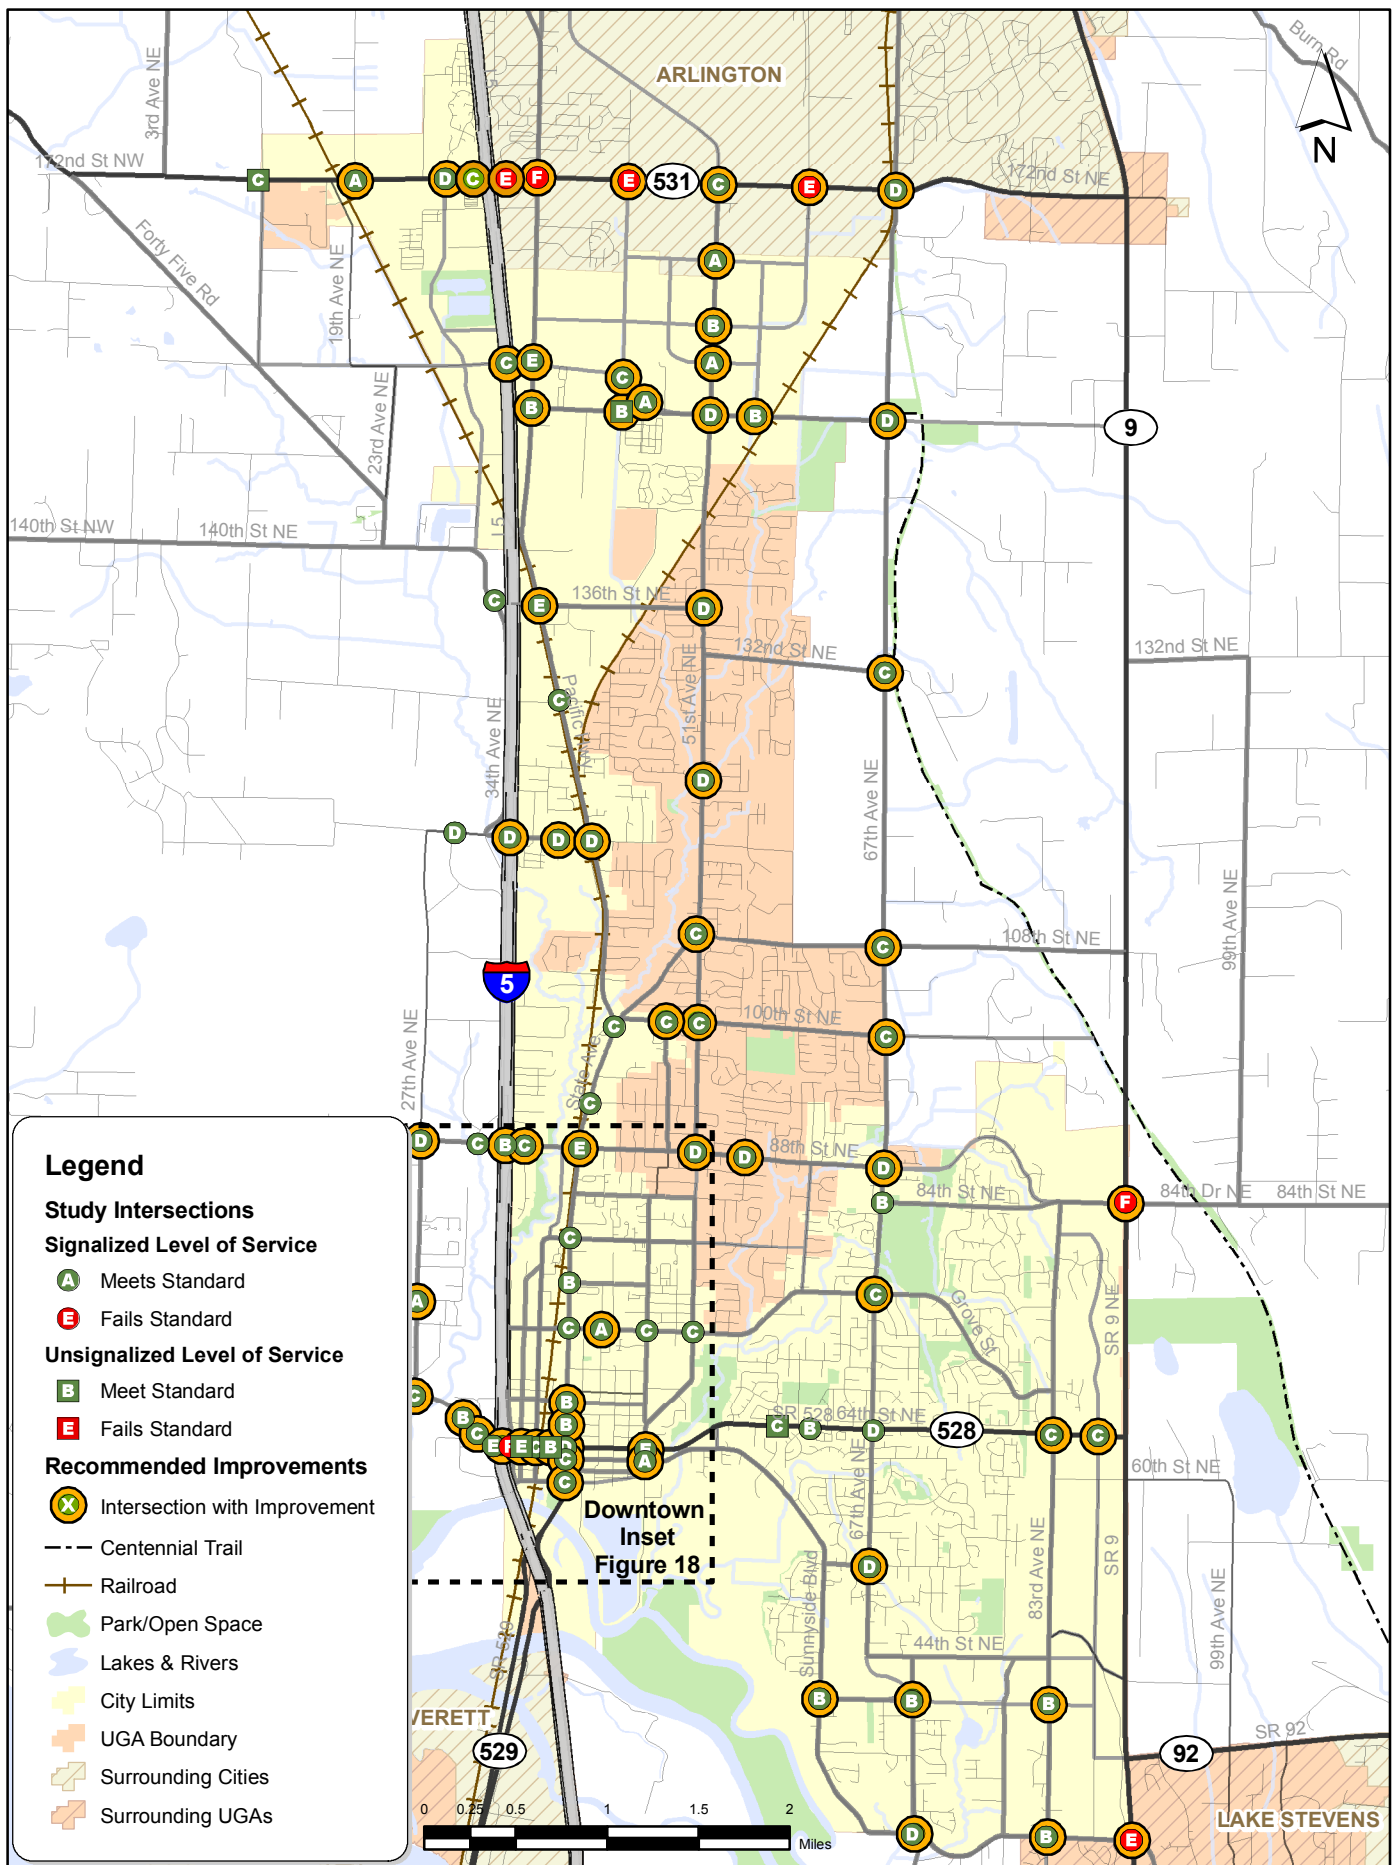 ARLINGTON
Burn Rd
N
3rd Ave NE
I 5
172nd St NW
C
A
D
C
E
F
E
531
C
E
D
172nd St NE
Forty Five Rd
19th Ave NE
A
B
C
E
C
A
23rd Ave NE
B
B
A
D
B
D
9
140th St NW
140th St NE
I 5
C
E
136th St NE
D
132nd St NE
132nd St NE
C
C
Pacific Hwy
51st Ave NE
34th Ave NE
D
67th Ave NE
D
D
D
D
99th Ave NE
C
C
108th St NE
5
C
C
C
100th St NE
C
27th Ave NE
State Ave
C
D
C
B
C
E
D
D
88th St NE
D
B
84th St NE
F
84th Dr NE
84th St NE
C
B
A
C
A
C
C
C
Grove St
SR 9 NE
C
B
C
B
B
C
B
SR 528
64th St NE
D
528
C
C
E
E
B
D
C
E
A
C
60th St NE
Downtown
Inset
Figure 18
67th Ave NE
D
Sunnyside Blvd
83rd Ave NE
SR 9
99th Ave NE
44th St NE
SR 529
B
B
B
VERETT
529
SR 92
92
LAKE STEVENS
D
B
E
0
0.25
0.5
1
1.5
2
Miles
Legend
Study Intersections
Signalized Level of Service
A
Meets Standard
E
Fails Standard
Unsignalized Level of Service
B
Meet Standard
E
Fails Standard
Recommended Improvements
X
Intersection with Improvement
Centennial Trail
Railroad
Park/Open Space
Lakes & Rivers
City Limits
UGA Boundary
Surrounding Cities
Surrounding UGAs